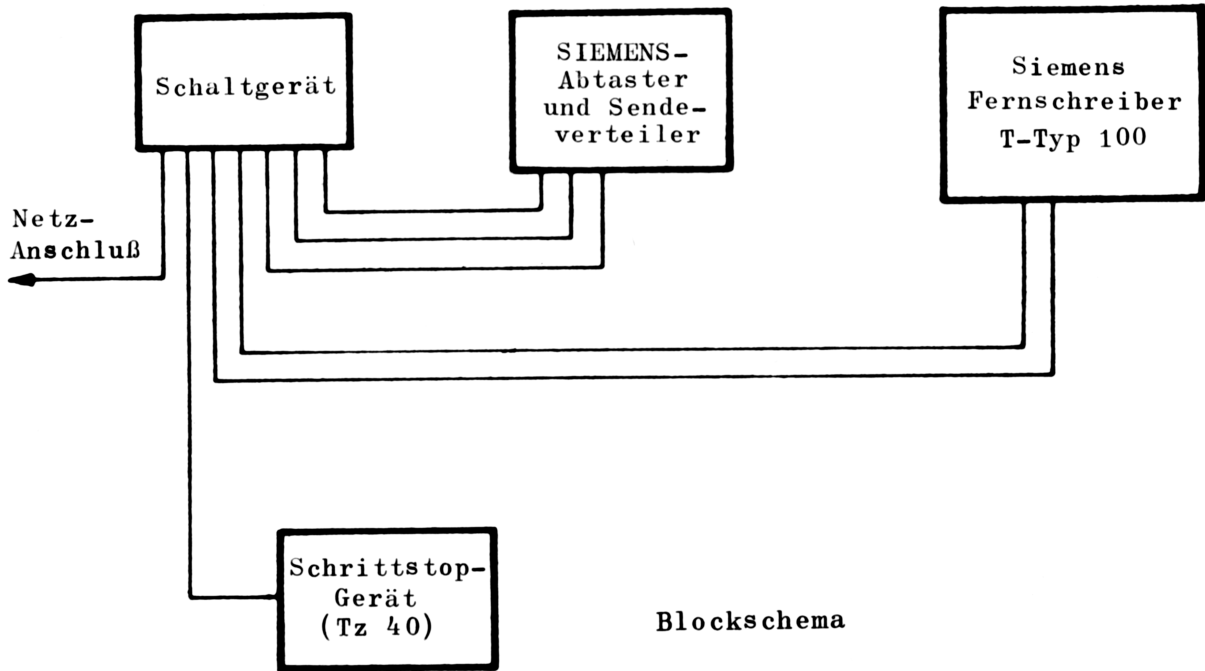 Schaltgerät
SIEMENS-
Abtaster
und Sende-
verteiler
Siemens
Fernschreiber
T-Typ 100
Netz-
Anschluß
Schrittstop-
Gerät
(Tz 40)
Blockschema